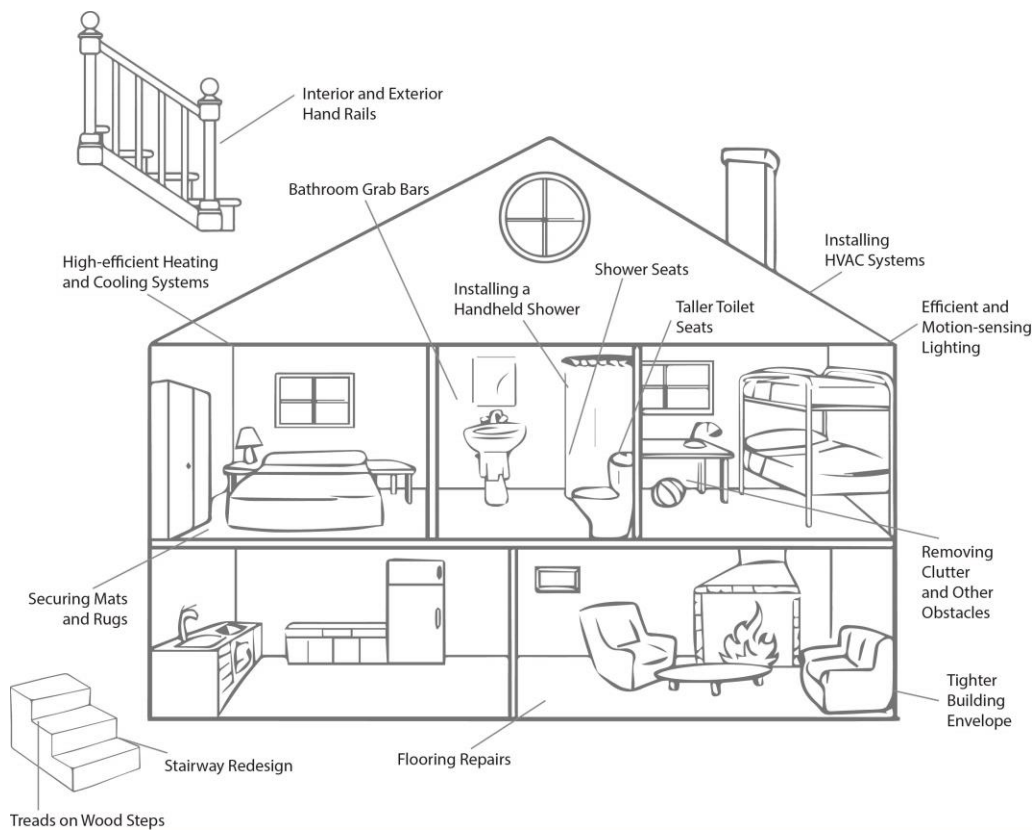 Interior and Exterior
Hand Rails
Bathroom Grab Bars
High-efficient Heating
and Cooling Systems
Installing a
Handheld Shower
Shower Seats
Taller Toilet
Seats
Installing
HVAC Systems
Efficient and
Motion-sensing
Lighting
Securing Mats
and Rugs
Removing
Clutter
and Other
Obstacles
Tighter
Building
Envelope
Flooring Repairs
Stairway Redesign
Treads on Wood Steps